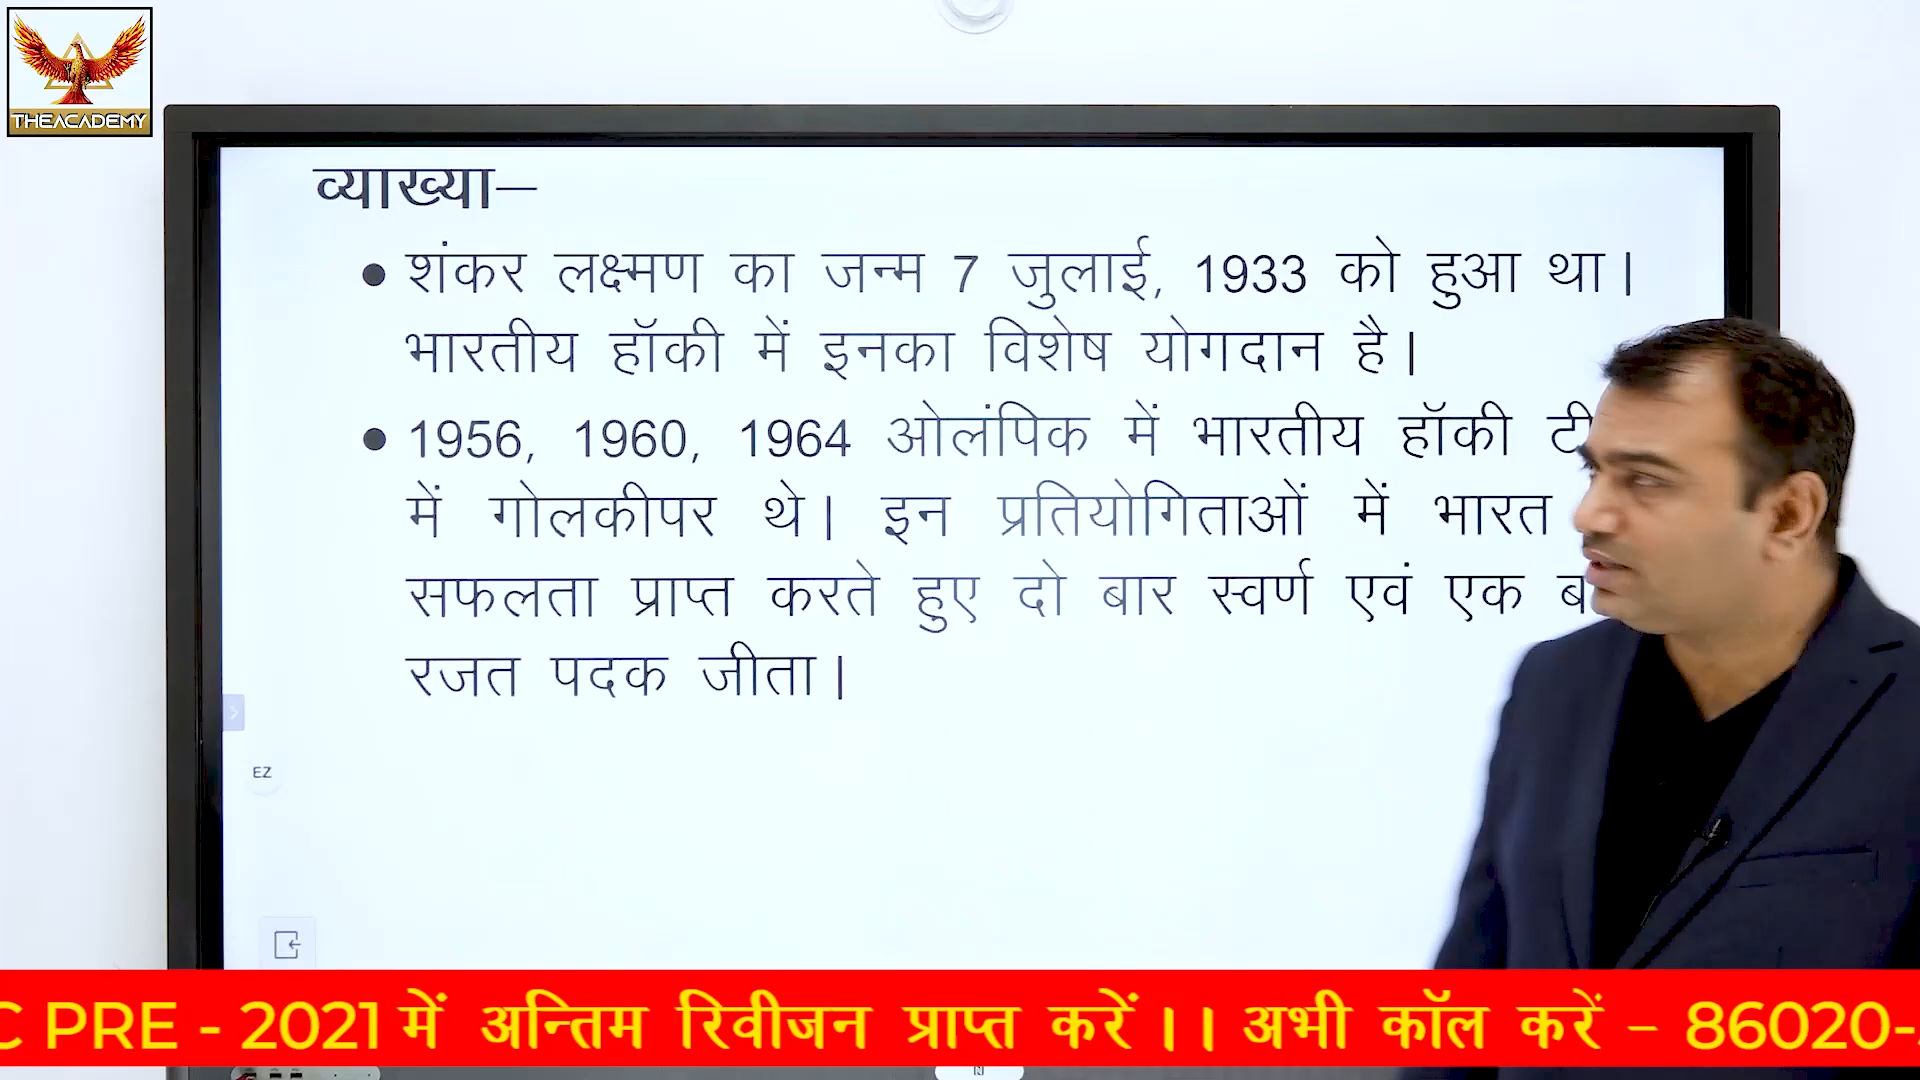 THEACADEMY
व्याख्या–
• शंकर लक्ष्मण का जन्म 7 जुलाई, 1933 को हुआ था।
भारतीय हॉकी में इनका विशेष योगदान है।
• 1956, 1960, 1964 ओलंपिक में भारतीय हॉकी
में गोलकीपर थे। इन प्रतियोगिताओं में भारत
सफलता प्राप्त करते हुए दो बार स्वर्ण एवं एक
रजत पदक जीता।
EZ
C PRE - 2021 में अन्तिम रिवीजन प्राप्त करें।। अभी कॉल करें – 86020-